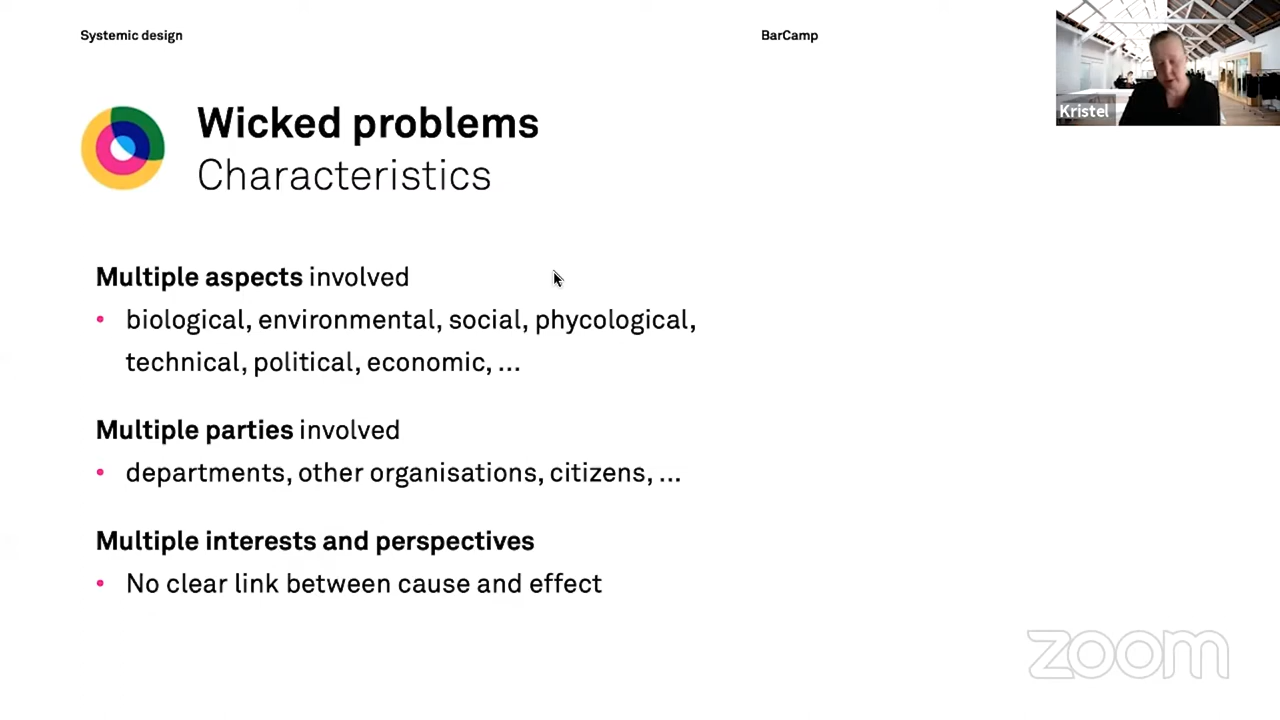 Systemic design
BarCamp
Kristel
Wicked problems
Characteristics
Multiple aspects involved
• biological, environmental, social, phycological,
technical, political, economic, ...
Multiple parties involved
• departments, other organisations, citizens, ...
Multiple interests and perspectives
• No clear link between cause and effect
zoom